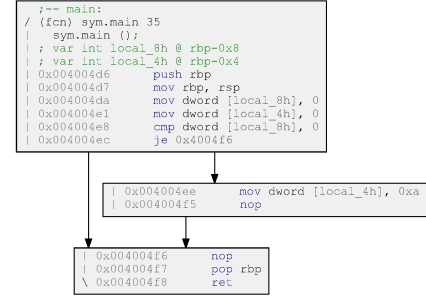 ;-- main:
/ (fcn) sym.main 35
| sym.main ();
| ; var int local_8h @ rbp-0x8
| ; var int local_4h @ rbp-0x4
| 0x004004d6 push rbp
| 0x004004d7 mov rbp, rsp
| 0x004004da mov dword [local_8h], 0
| 0x004004e1 mov dword [local_4h], 0
| 0x004004e8 cmp dword [local_8h], 0
| 0x004004ec je 0x4004f6
| 0x004004ee mov dword [local_4h], 0xa
| 0x004004f5 nop
| 0x004004f6 nop
| 0x004004f7 pop rbp
\ 0x004004f8 ret